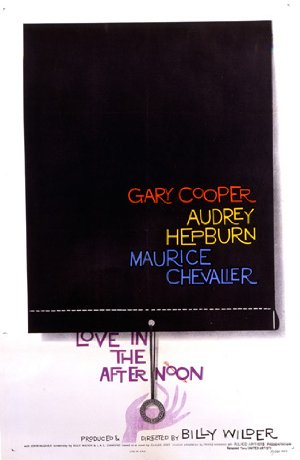 GARY COOPER
AUDREY
HEPBURN
MAURICE
CHEVALIER
LOVE IN
THE
AFTERNOON
PRODUCED &
DIRECTED BY BILLY WILDER